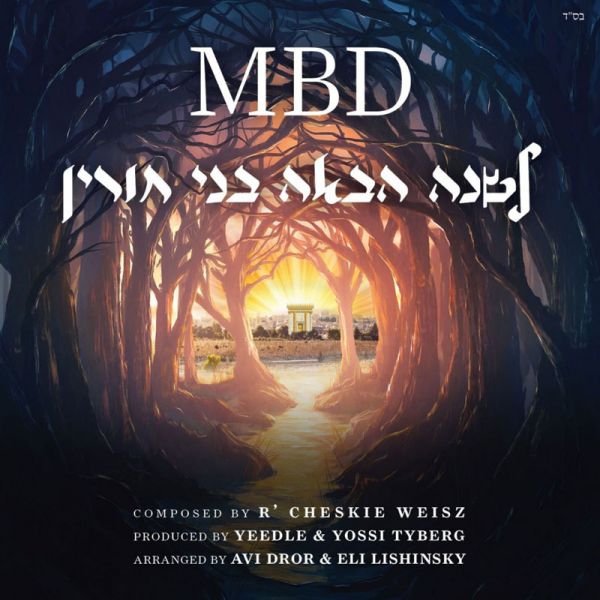 בס"ד
MBD
לשנה הבאה בני חורין
COMPOSED BY R' CHESKIE WEISZ
PRODUCED BY YEEDLE & YOSSI TYBERG
ARRANGED BY AVI DROR & ELI LISHINSKY